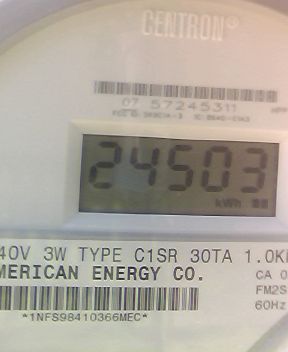 CENTRON®
07 57245311
24503
kWh
40V 3W TYPE C1SR 30TA 1.0K
MERICAN ENERGY CO.
CA 0
FM2S
60Hz
*1NFS98410366MEC*